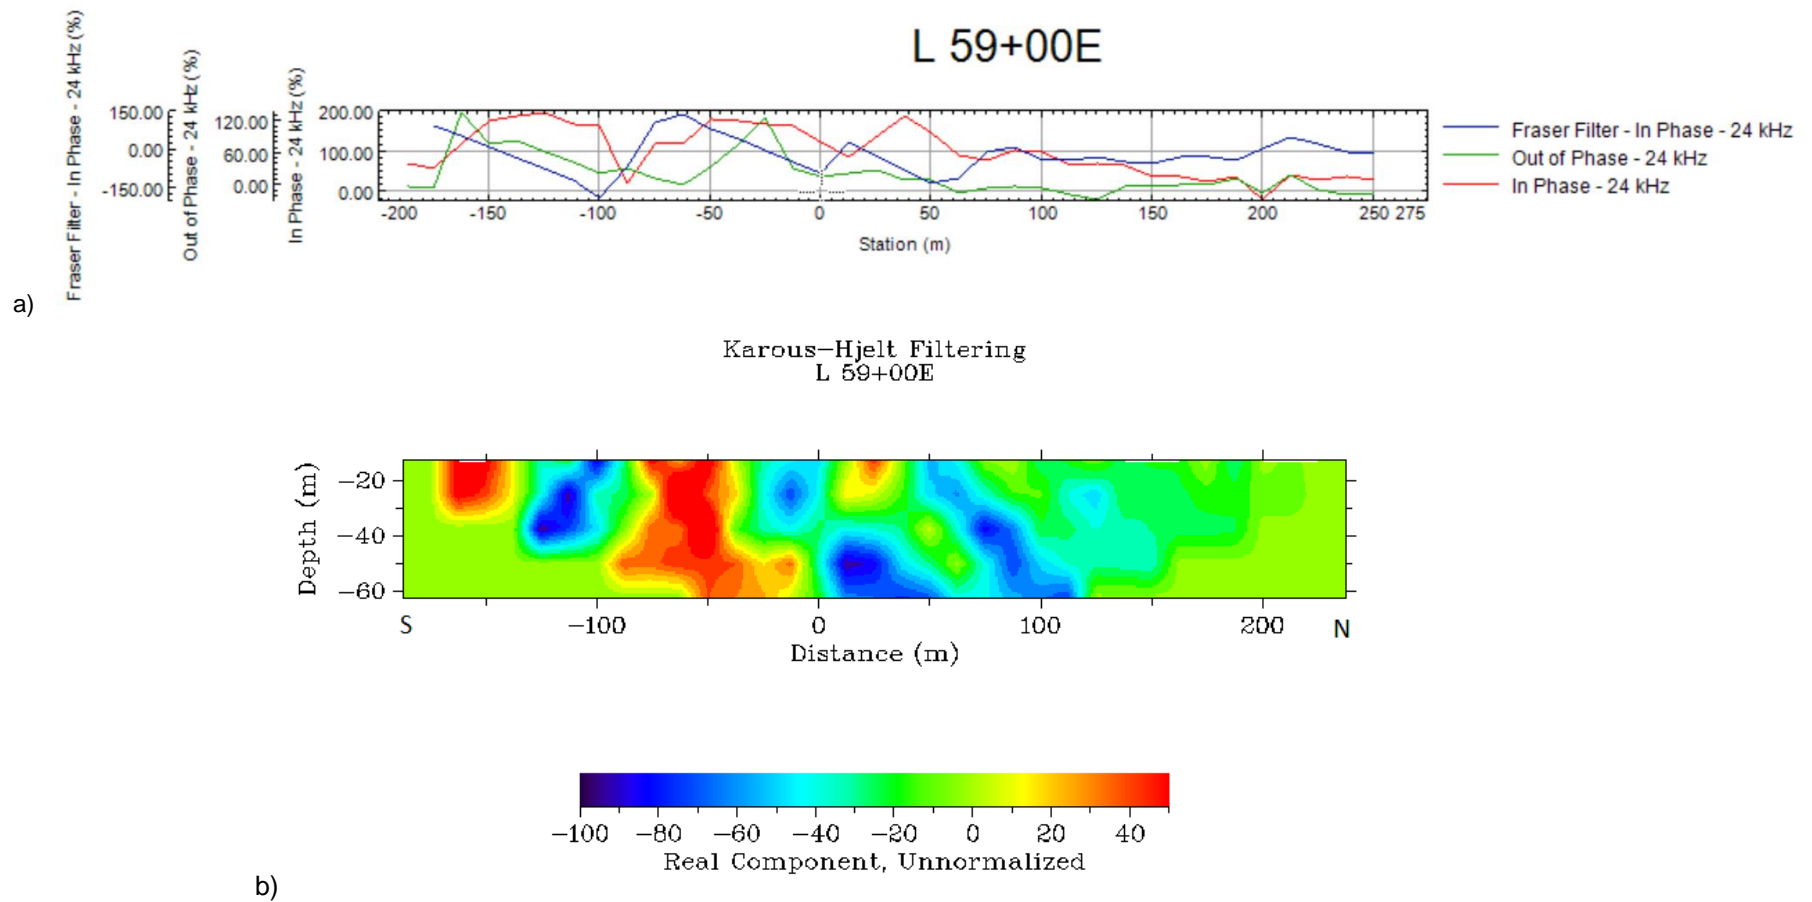 a)
L 59+00E
Fraser Filter - In Phase - 24 kHz (%)
Out of Phase - 24 kHz (%)
In Phase - 24 kHz (%)
150.00
0.00
-150.00
120.00
60.00
0.00
200.00
100.00
0.00
-200 -150 -100 -50 0 50 100 150 200 250 275
Station (m)
Fraser Filter - In Phase - 24 kHz
Out of Phase - 24 kHz
In Phase - 24 kHz
b)
Karous-Hjelt Filtering
L 59+00E
Depth (m)
-20
-40
-60
S -100 0 100 200 N
Distance (m)
-100 -80 -60 -40 -20 0 20 40
Real Component, Unnormalized